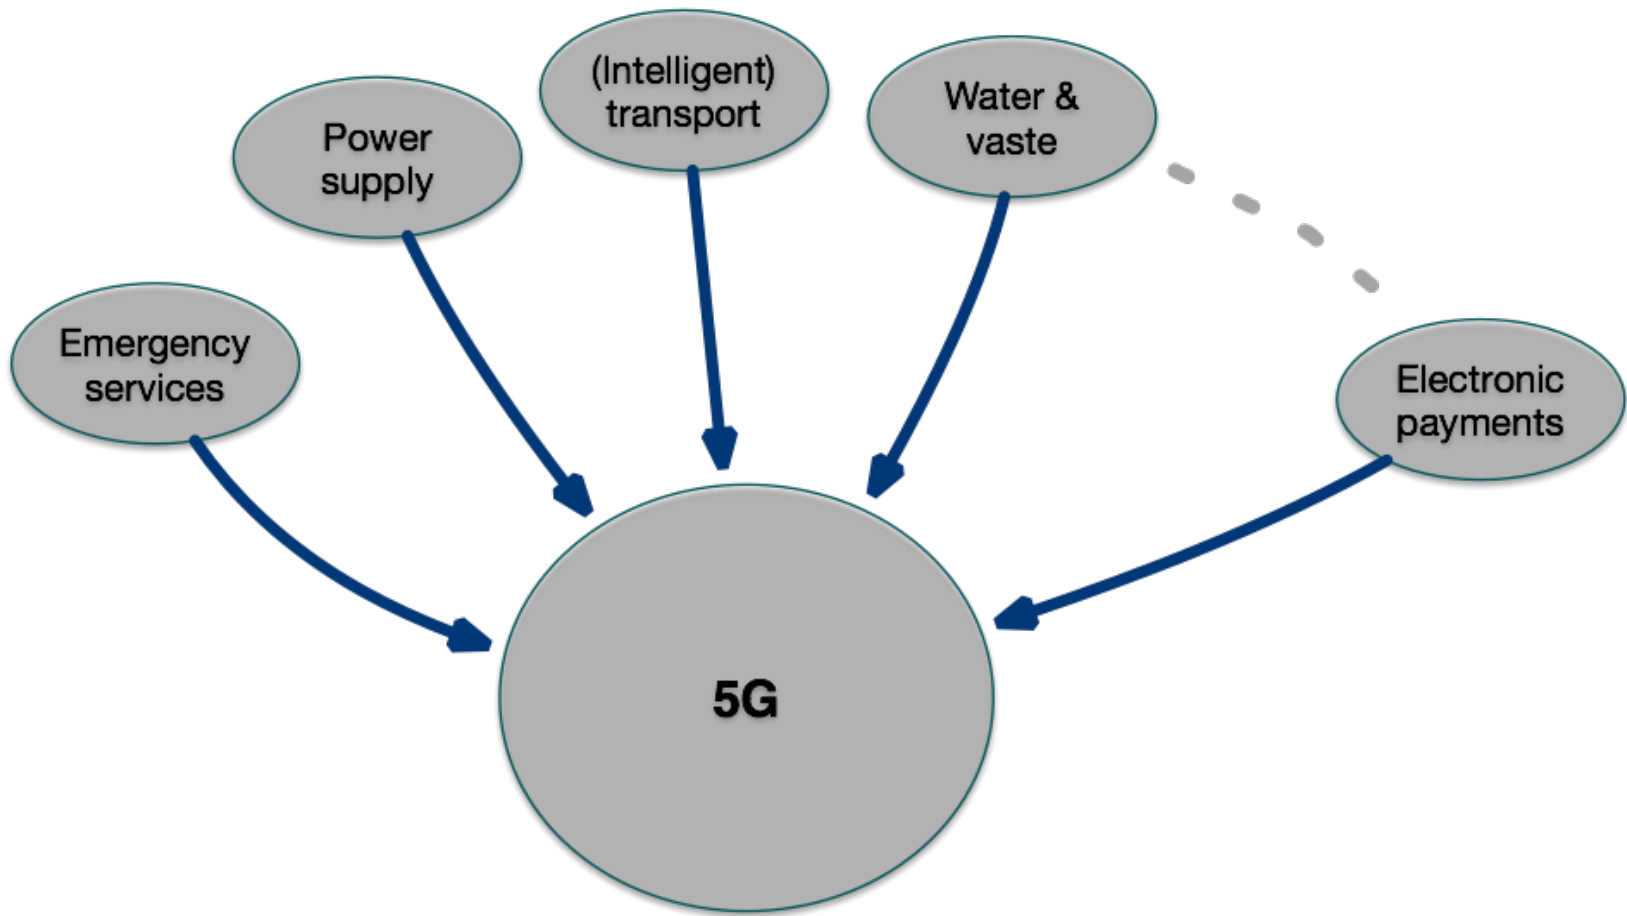 Emergency
services
Power
supply
(Intelligent)
transport
Water &
vaste
Electronic
payments
5G